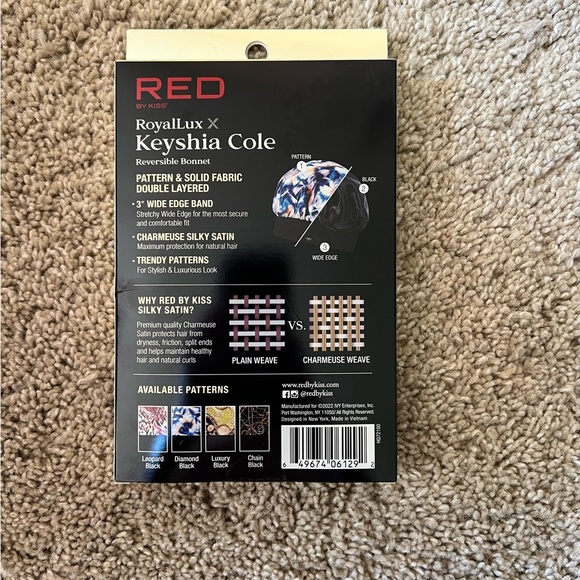 RED
BY KISS
RoyalLux X
Keyshia Cole
Reversible Bonnet
PATTERN & SOLID FABRIC
DOUBLE LAYERED
• 3" WIDE EDGE BAND
Stretchy Wide Edge for the most secure
and comfortable fit
• CHARMEUSE SILKY SATIN
Maximum protection for natural hair
• TRENDY PATTERNS
For Stylish & Luxurious Look
PATTERN
1
BLACK
2
3
WIDE EDGE
WHY RED BY KISS
SILKY SATIN?
Premium quality Charmeuse
Satin protects hair from
dryness, friction, split ends
and helps maintain healthy
hair and natural curls
VS.
PLAIN WEAVE
CHARMEUSE WEAVE
AVAILABLE PATTERNS
Leopard
Black
Diamond
Black
Luxury
Black
Chain
Black
www.redbykiss.com
@redbykiss
Manufactured for ©2022 IVY Enterprises, Inc.
Port Washington, NY 11050/ All Rights Reserved.
Designed in New York, Made in Vietnam
6 49674 06129 2